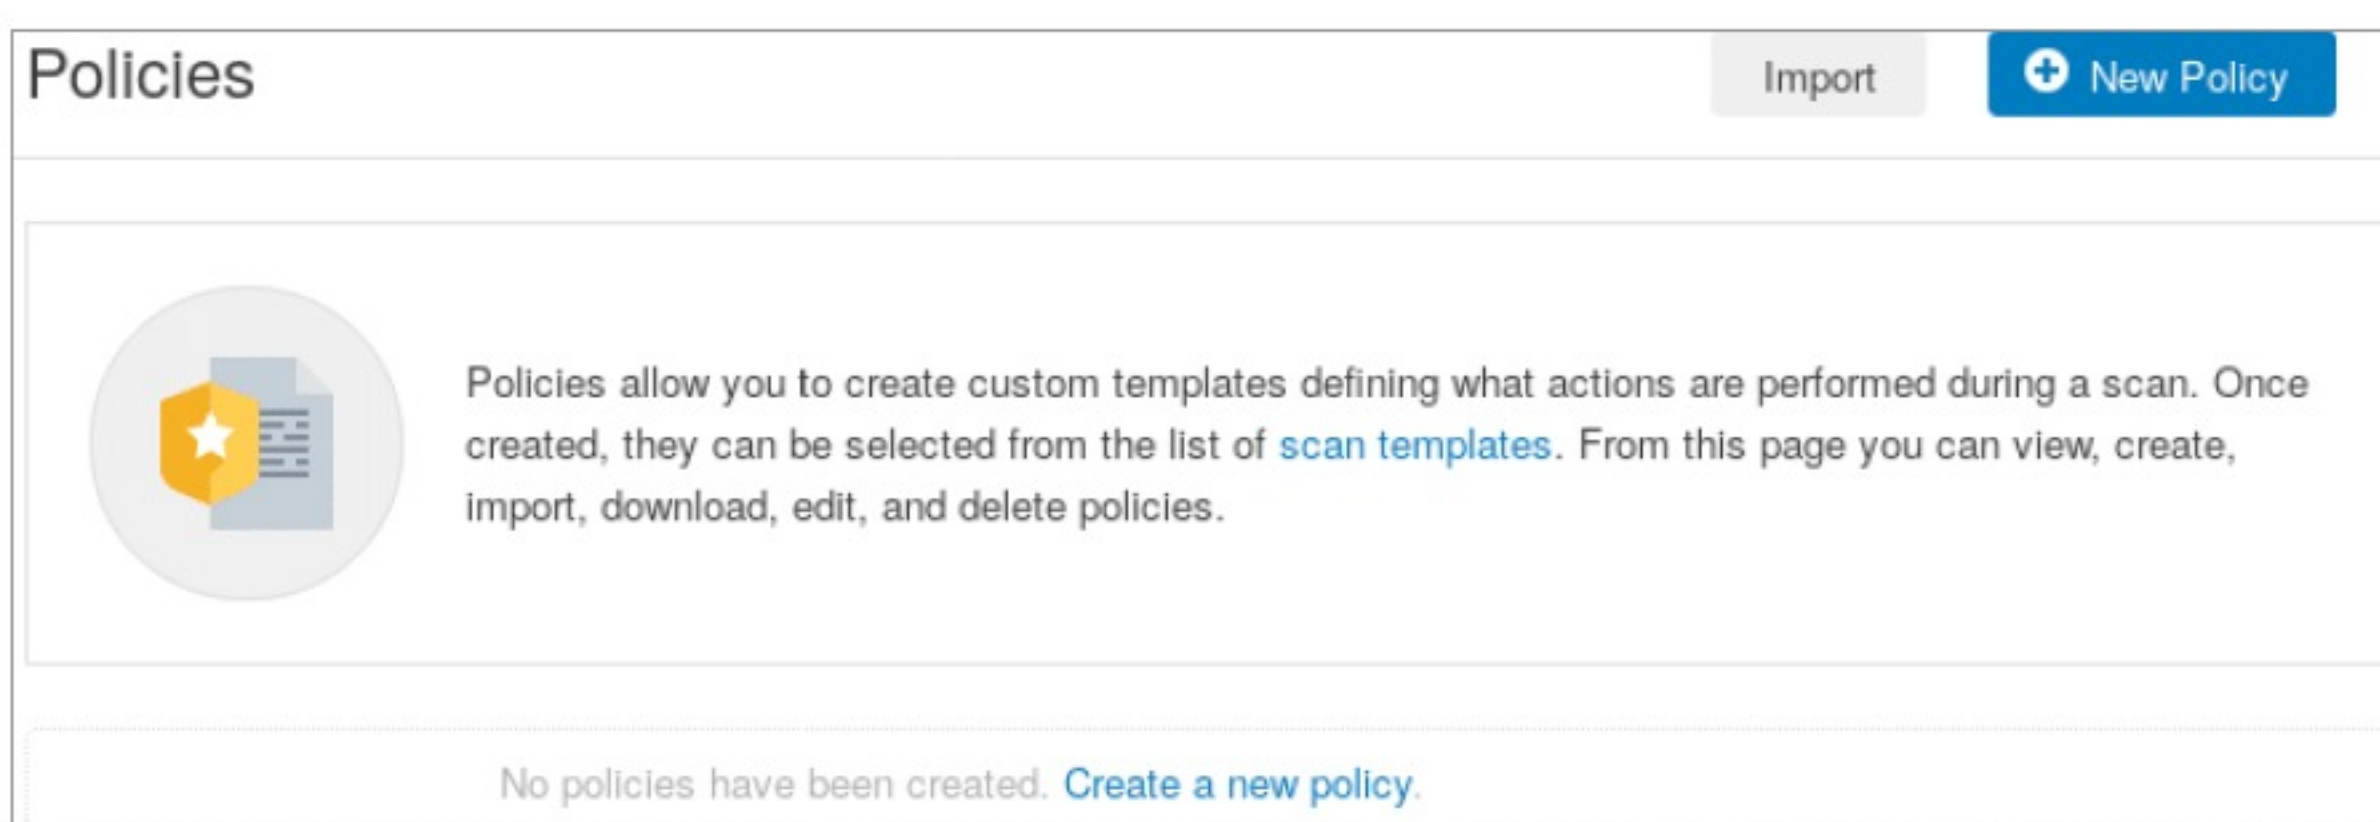 Policies
Import
New Policy
Policies allow you to create custom templates defining what actions are performed during a scan. Once
created, they can be selected from the list of scan templates. From this page you can view, create,
import, download, edit, and delete policies.
No policies have been created. Create a new policy.